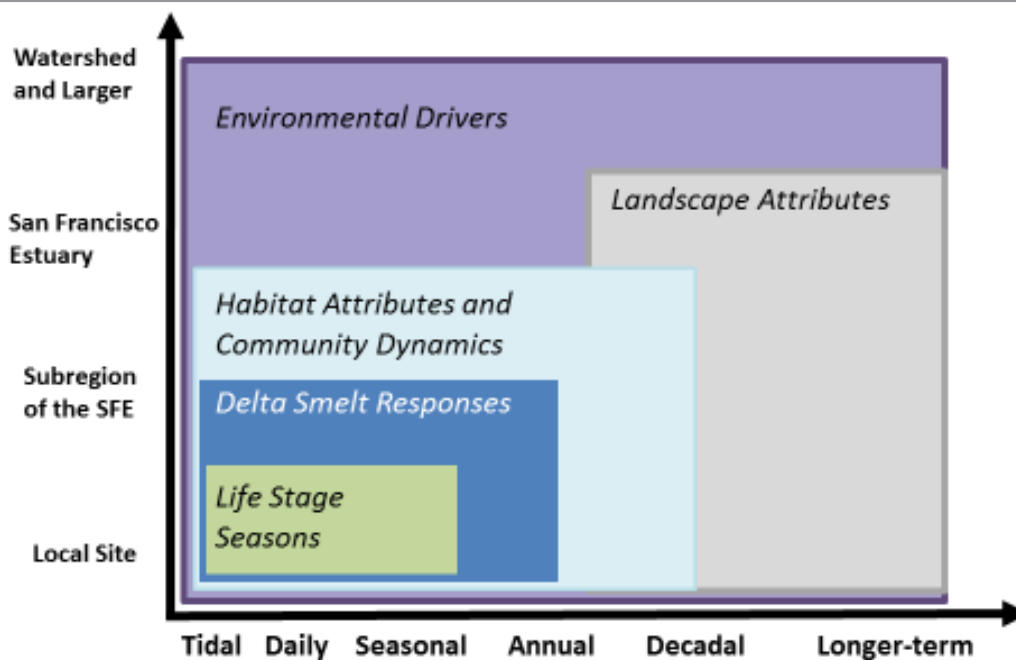 Watershed
and Larger
Environmental Drivers
Landscape Attributes
San Francisco
Estuary
Habitat Attributes and
Community Dynamics
Subregion
of the SFE
Delta Smelt Responses
Life Stage
Seasons
Local Site
Tidal Daily Seasonal Annual Decadal Longer-term